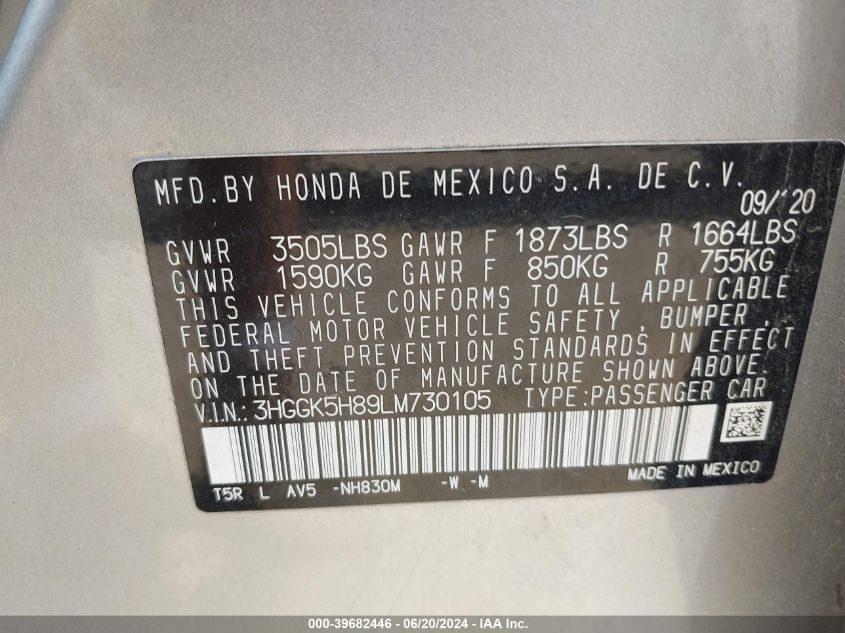 MFD. BY HONDA DE MEXICO S.A. DE C.V.
09/'20
GVWR 3505LBS GAWR F 1873LBS R 1664LBS
GVWR 1590KG GAWR F 850KG R 755KG
THIS VEHICLE CONFORMS TO ALL APPLICABLE
FEDERAL MOTOR VEHICLE SAFETY , BUMPER ,
AND THEFT PREVENTION STANDARDS IN EFFECT
ON THE DATE OF MANUFACTURE SHOWN ABOVE.
V.I.N.: 3HGGK5H89LM730105 TYPE:PASSENGER CAR
T5R L AV5 -NH830M -W -M MADE IN MEXICO
000-39682446 - 06/20/2024 - IAA Inc.